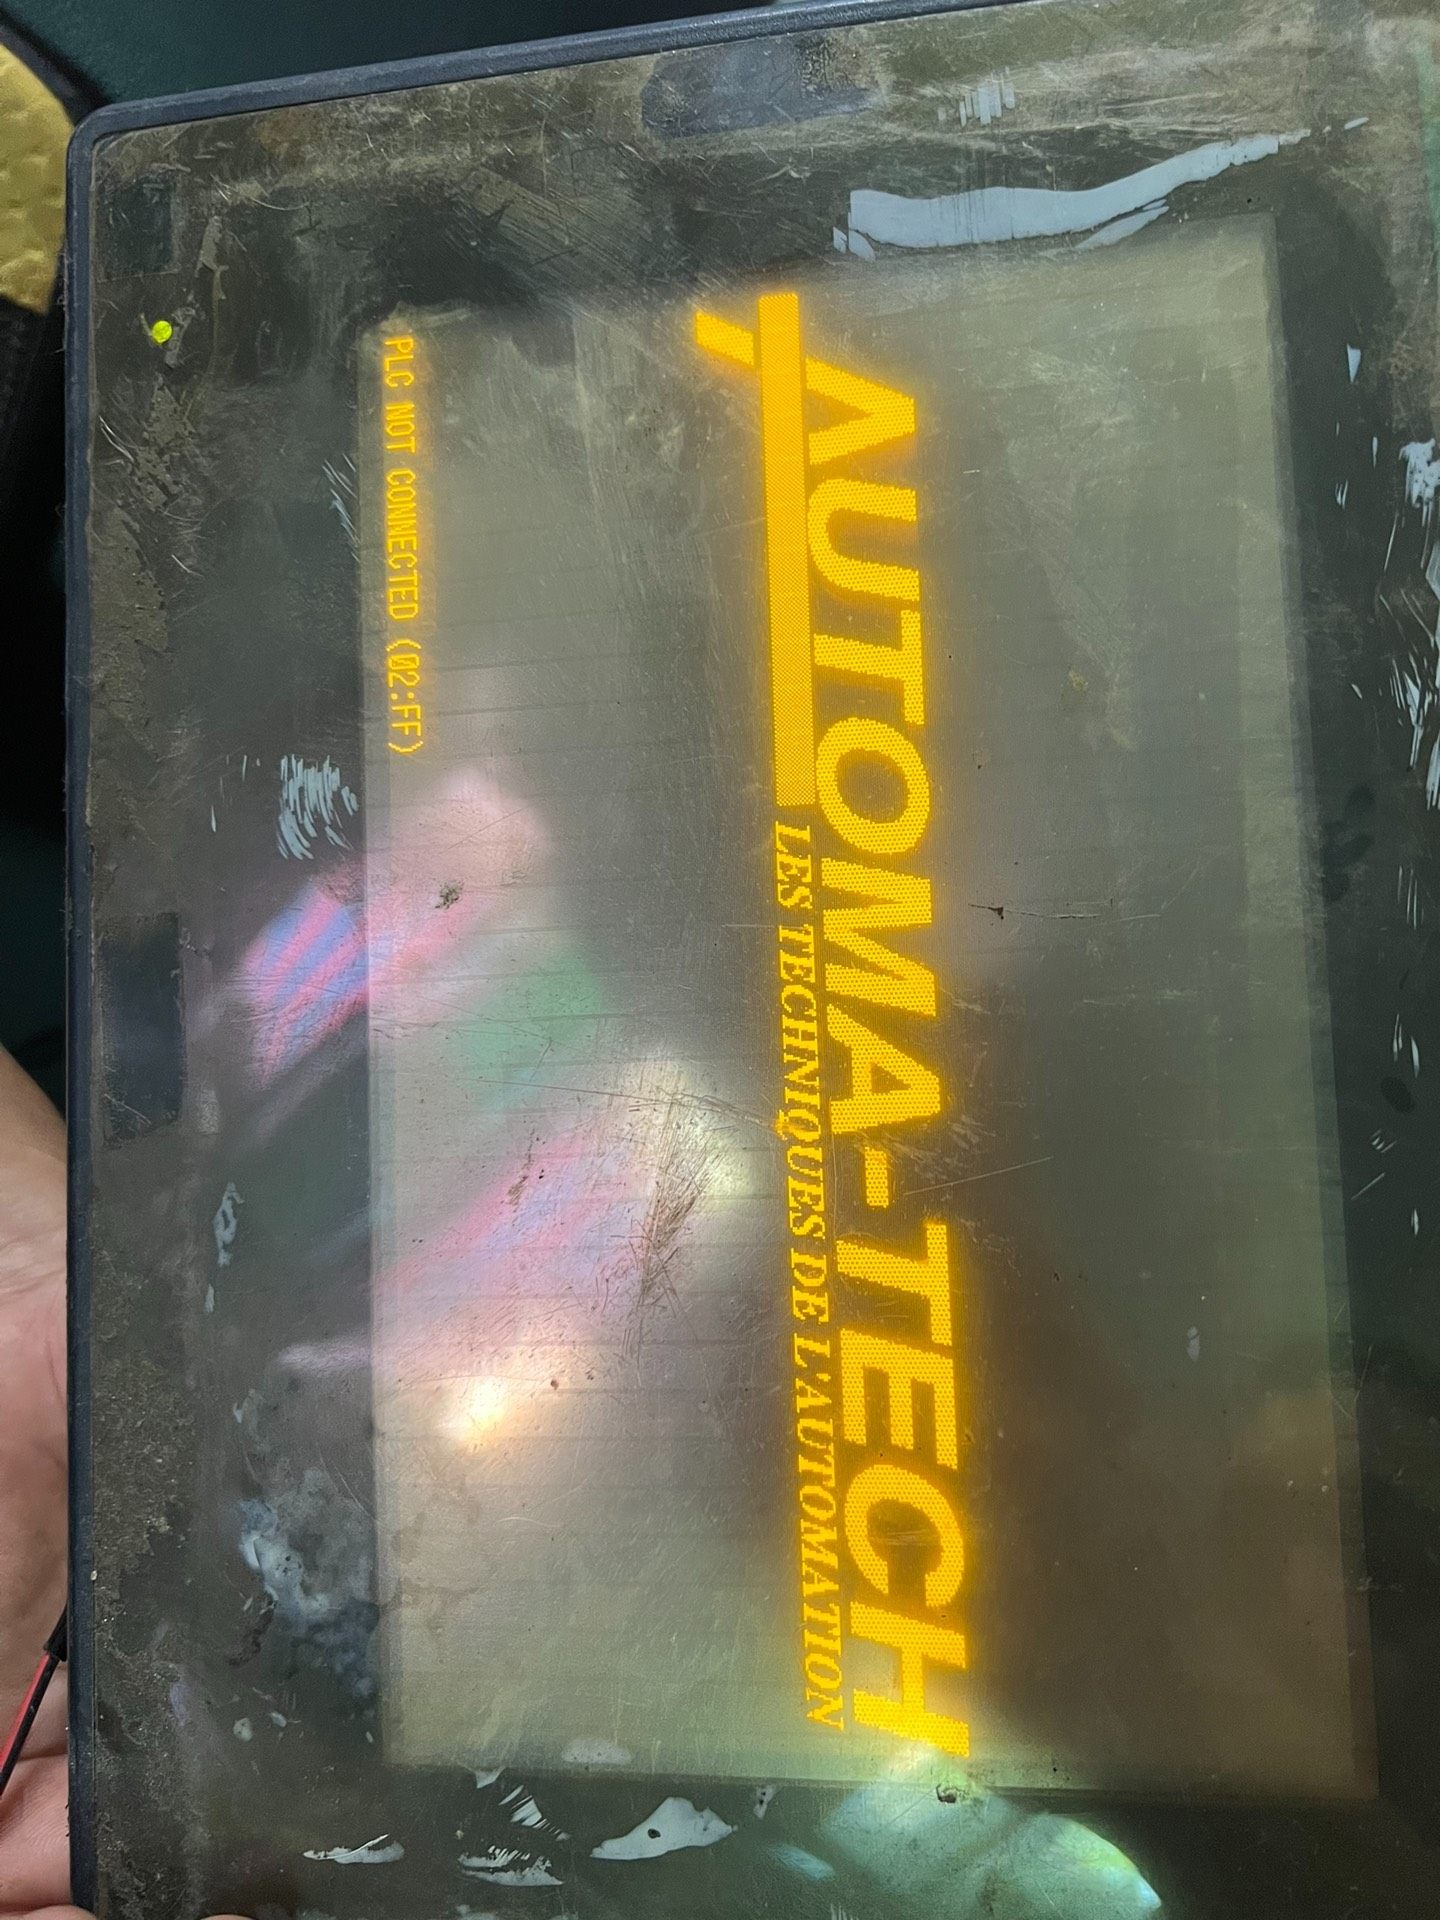 AUTOMA-TECH
LES TECHNIQUES DE L'AUTOMATION
PLC NOT CONNECTED (02:FF)